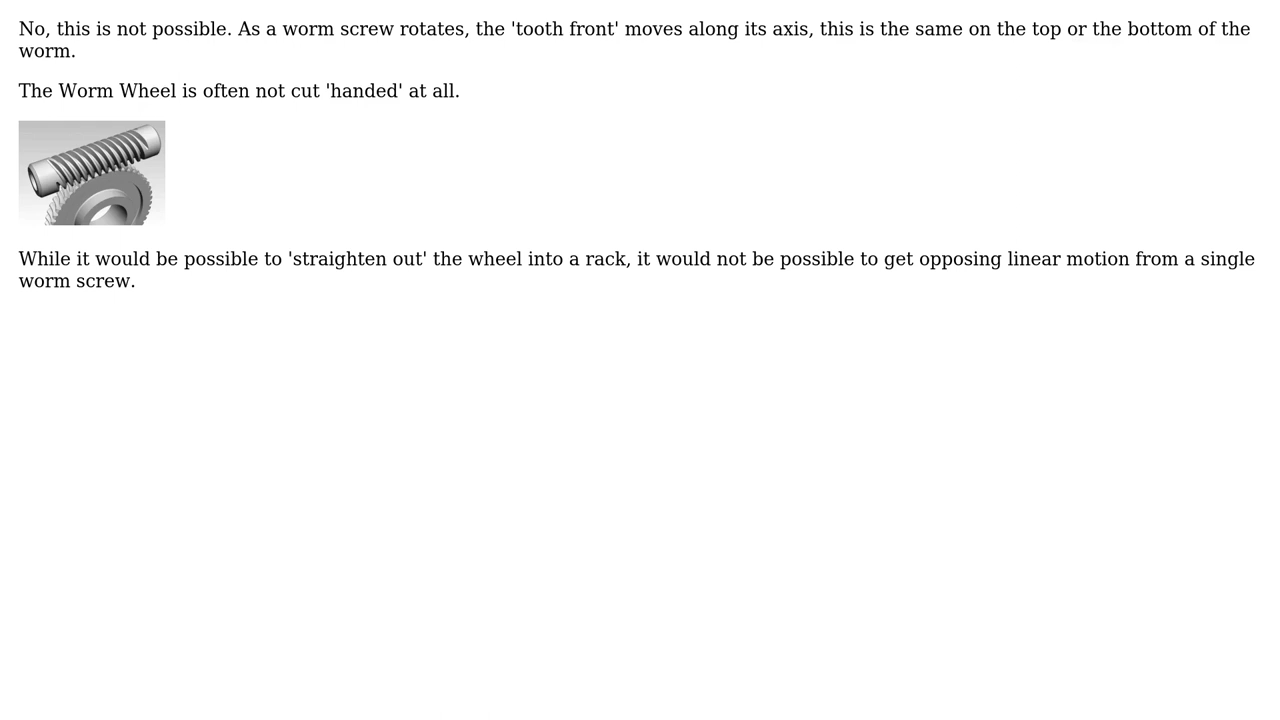 No, this is not possible. As a worm screw rotates, the 'tooth front' moves along its axis, this is the same on the top or the bottom of the
worm.
The Worm Wheel is often not cut 'handed' at all.
While it would be possible to 'straighten out' the wheel into a rack, it would not be possible to get opposing linear motion from a single
worm screw.